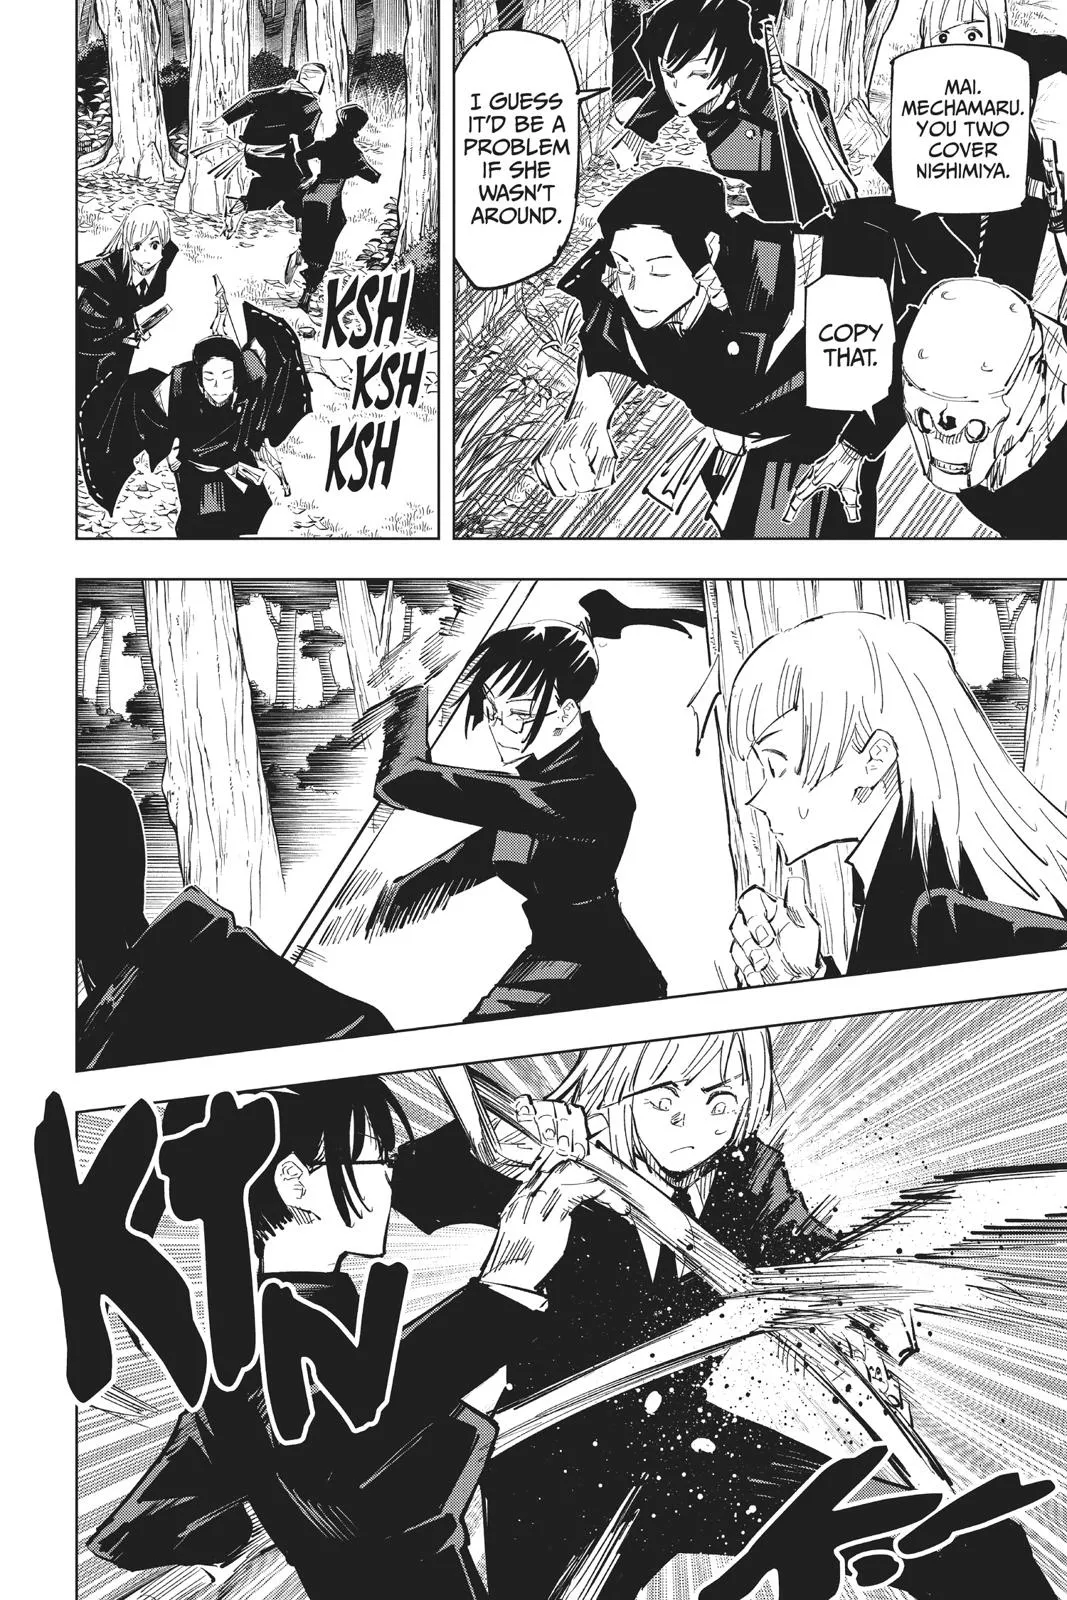 MAI.
MECHAMARU.
YOU TWO
COVER
NISHIMIYA.
COPY
THAT.
I GUESS
IT'D BE A
PROBLEM
IF SHE
WASN'T
AROUND.
KSH
KSH
KSH
KTN